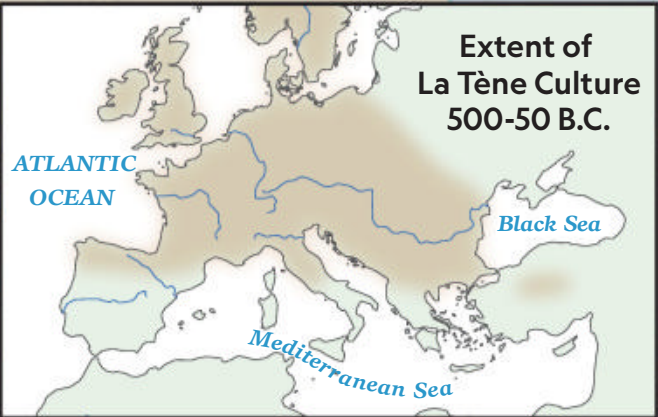 Extent of
La Tène Culture
500-50 B.C.
ATLANTIC
OCEAN
Black Sea
Mediterranean Sea